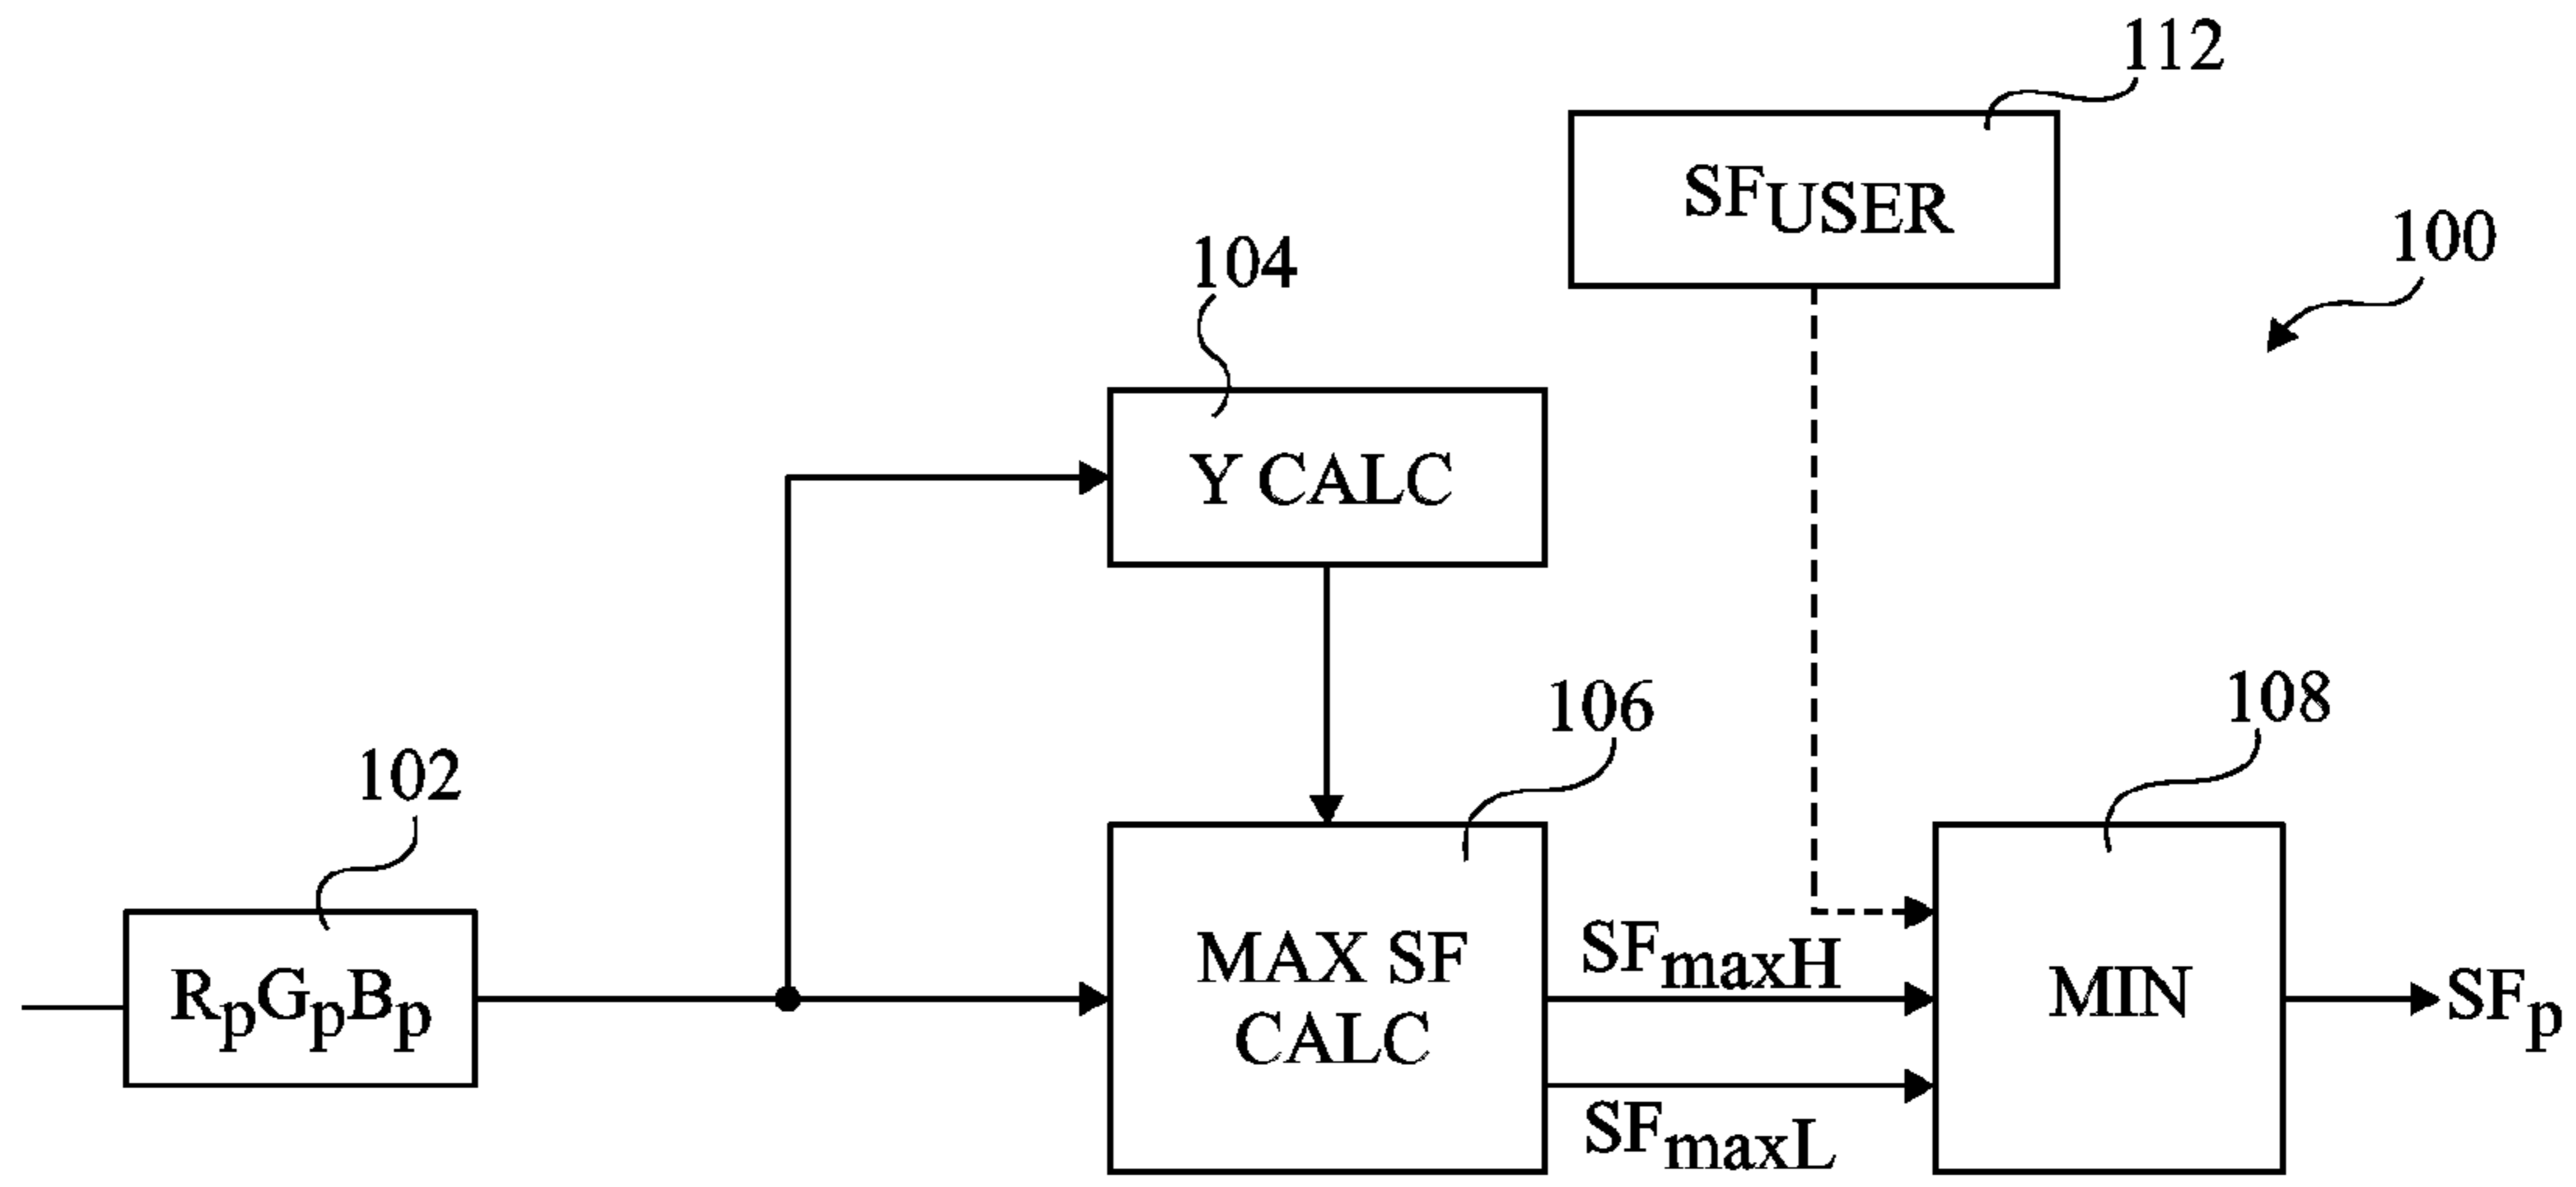 112
SFUSER
100
104
Y CALC
106
108
102
RpGpBp
MAX SF
CALC
SFmaxH
SFmaxL
MIN
SFp